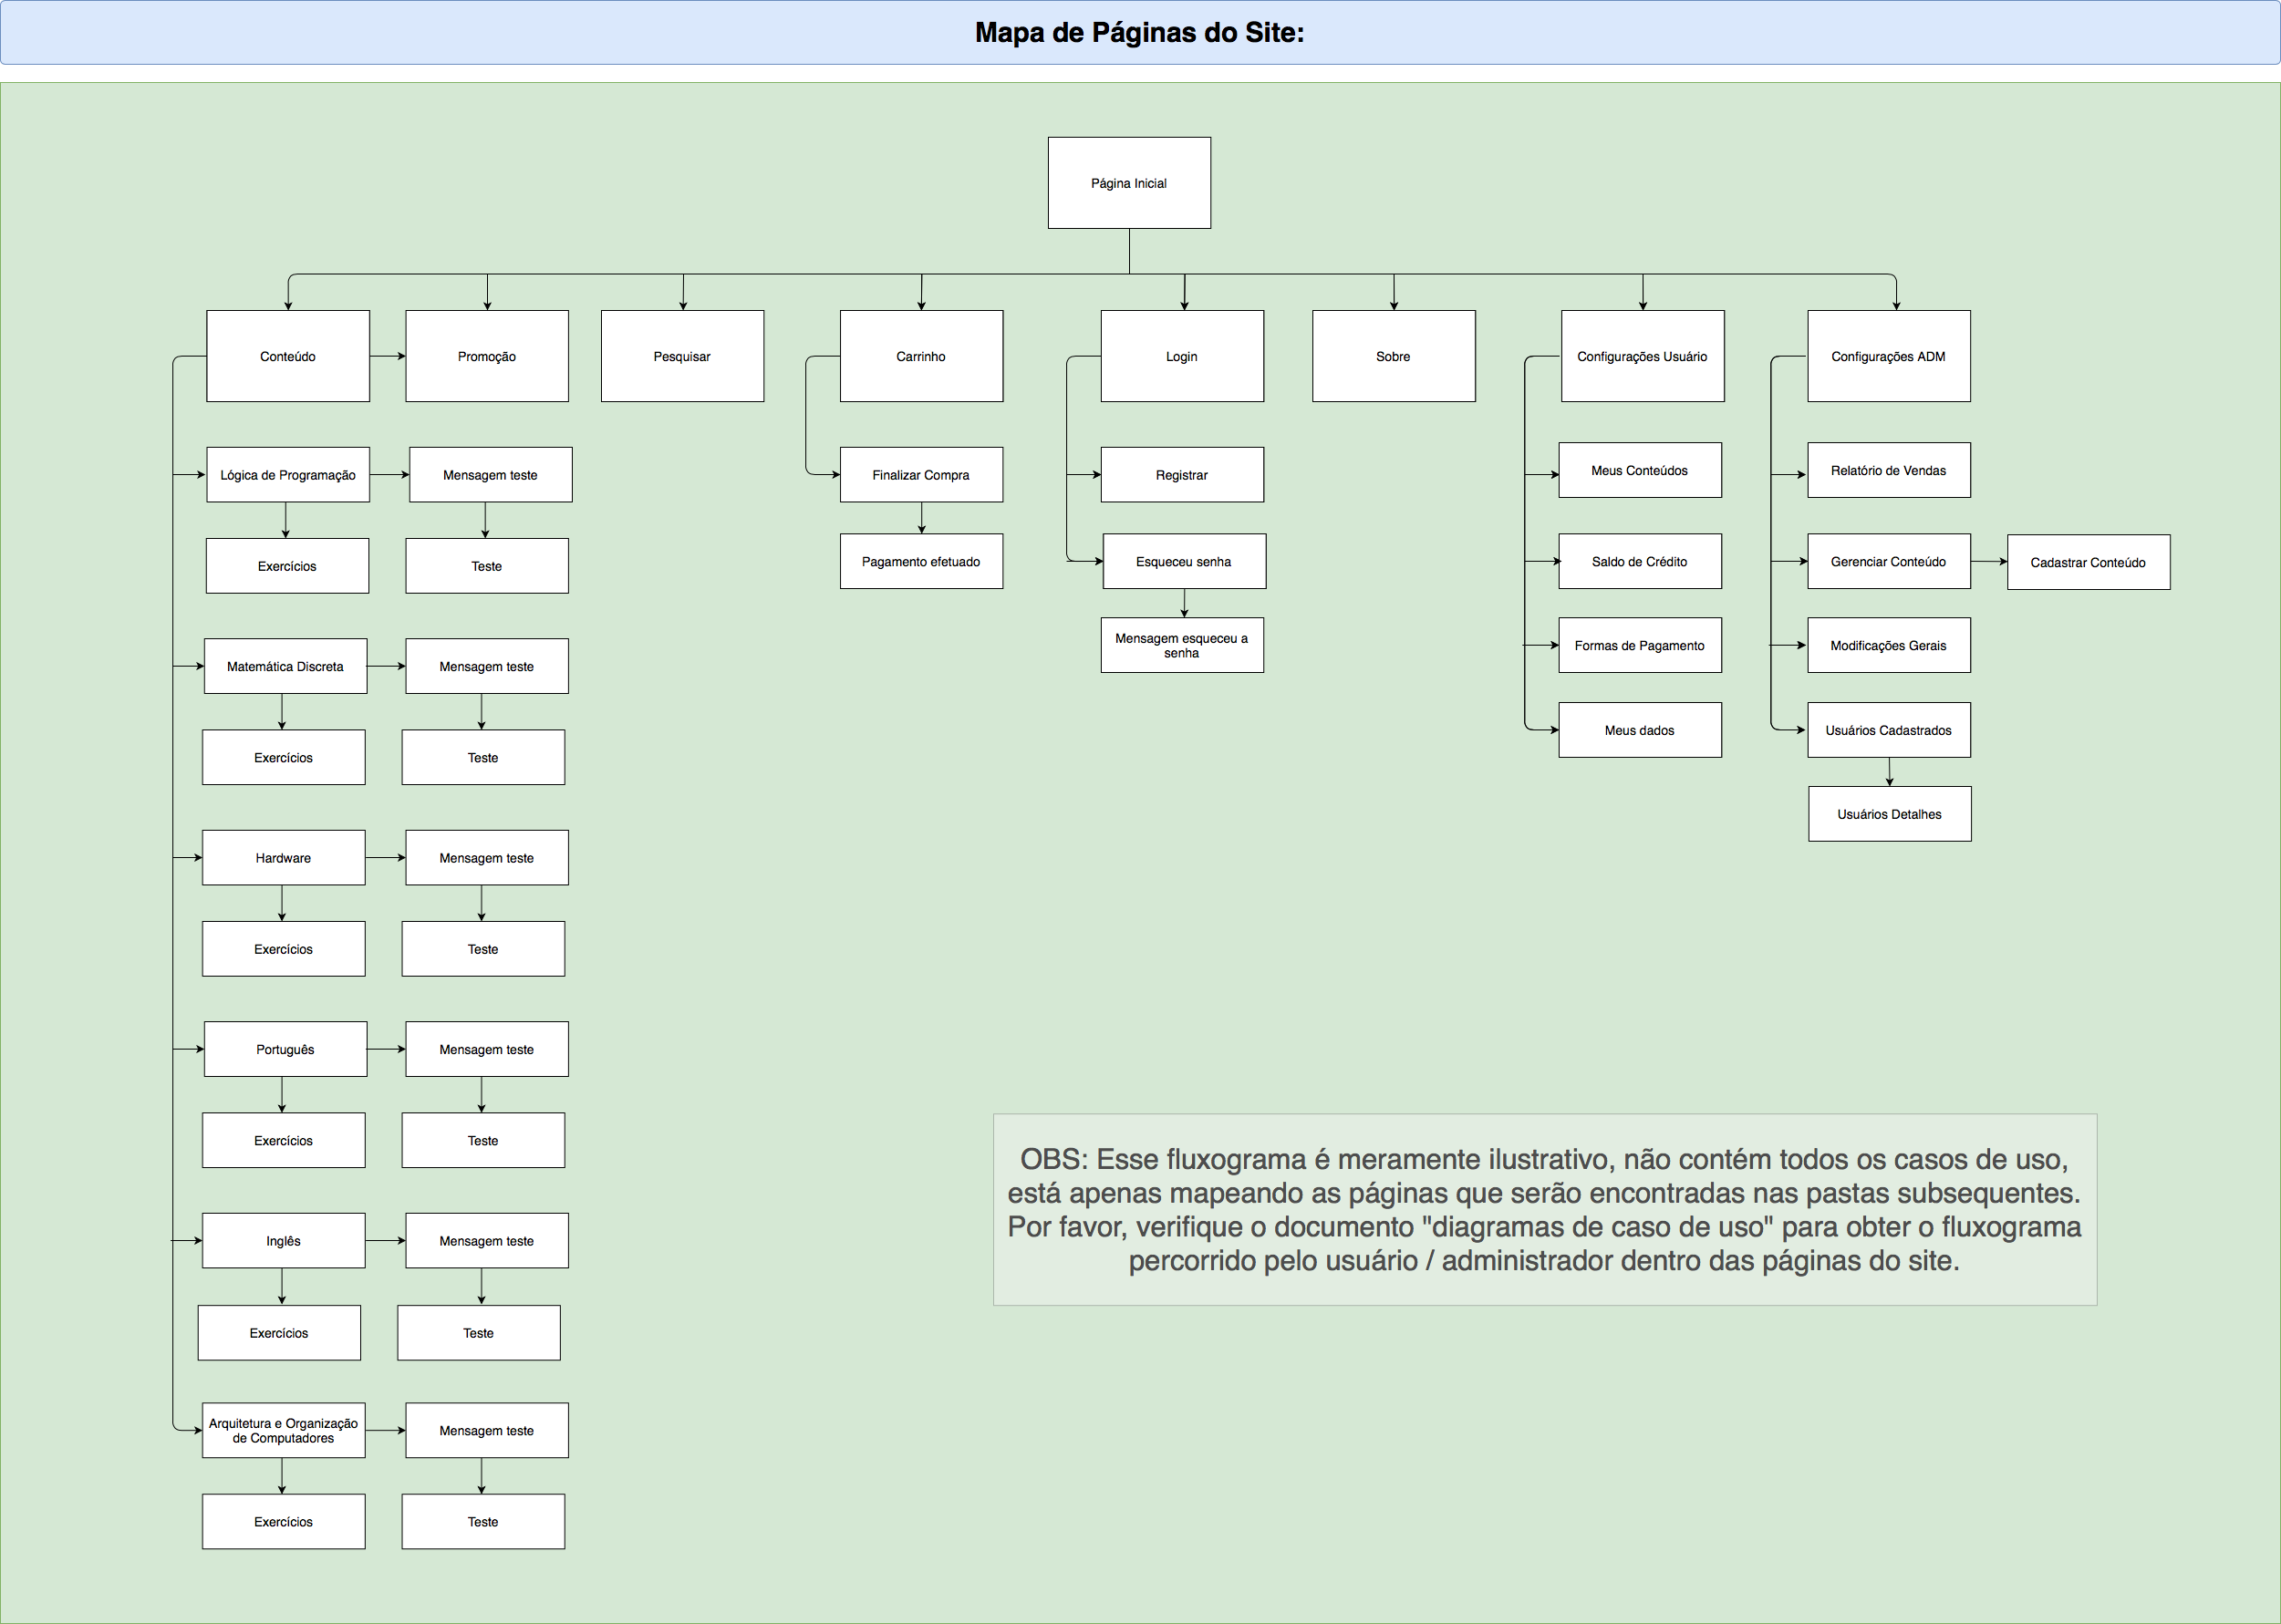 Mapa de Páginas do Site:
Página Inicial
Conteúdo
Promoção
Pesquisar
Carrinho
Login
Sobre
Configurações Usuário
Configurações ADM
Lógica de Programação
Mensagem teste
Finalizar Compra
Registrar
Meus Conteúdos
Relatório de Vendas
Exercícios
Teste
Pagamento efetuado
Esqueceu senha
Saldo de Crédito
Gerenciar Conteúdo
Cadastrar Conteúdo
Matemática Discreta
Mensagem teste
Mensagem esqueceu a
senha
Formas de Pagamento
Modificações Gerais
Exercícios
Teste
Meus dados
Usuários Cadastrados
Usuários Detalhes
Hardware
Mensagem teste
Exercícios
Teste
Português
Mensagem teste
Exercícios
Teste
OBS: Esse fluxograma é meramente ilustrativo, não contém todos os casos de uso,
está apenas mapeando as páginas que serão encontradas nas pastas subsequentes.
Por favor, verifique o documento "diagramas de caso de uso" para obter o fluxograma
percorrido pelo usuário / administrador dentro das páginas do site.
Inglês
Mensagem teste
Exercícios
Teste
Arquitetura e Organização
de Computadores
Mensagem teste
Exercícios
Teste